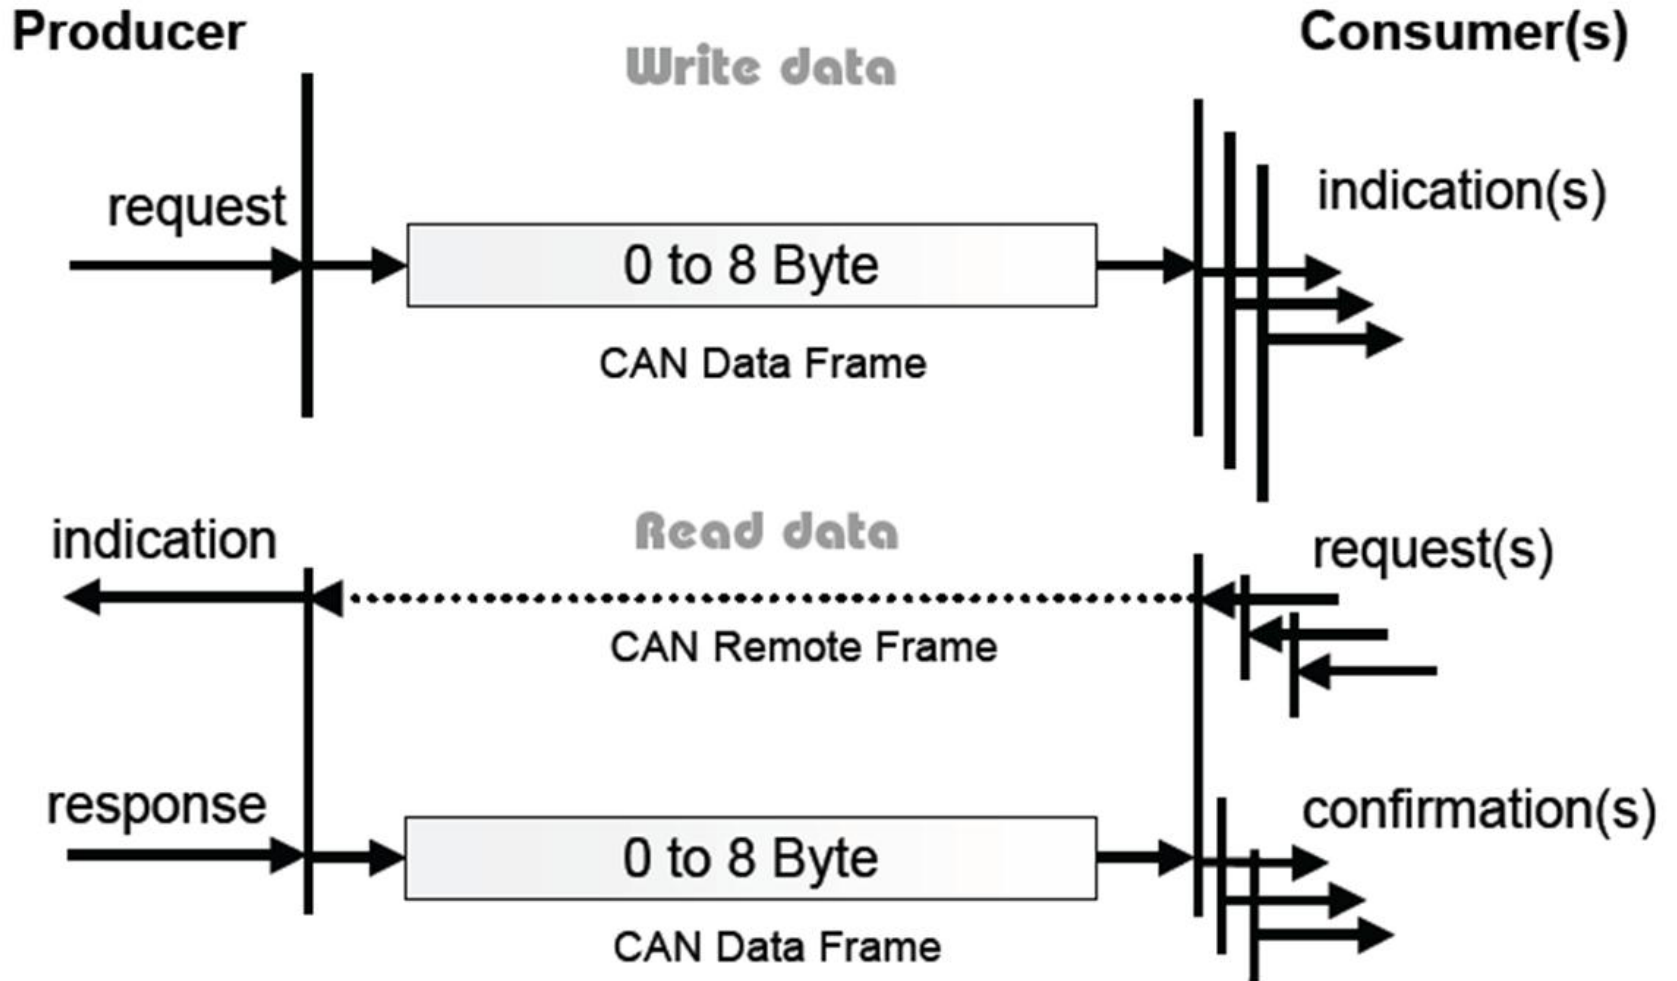 Producer
Consumer(s)
Write data
request
indication(s)
0 to 8 Byte
CAN Data Frame
indication
Read data
request(s)
CAN Remote Frame
response
confirmation(s)
0 to 8 Byte
CAN Data Frame